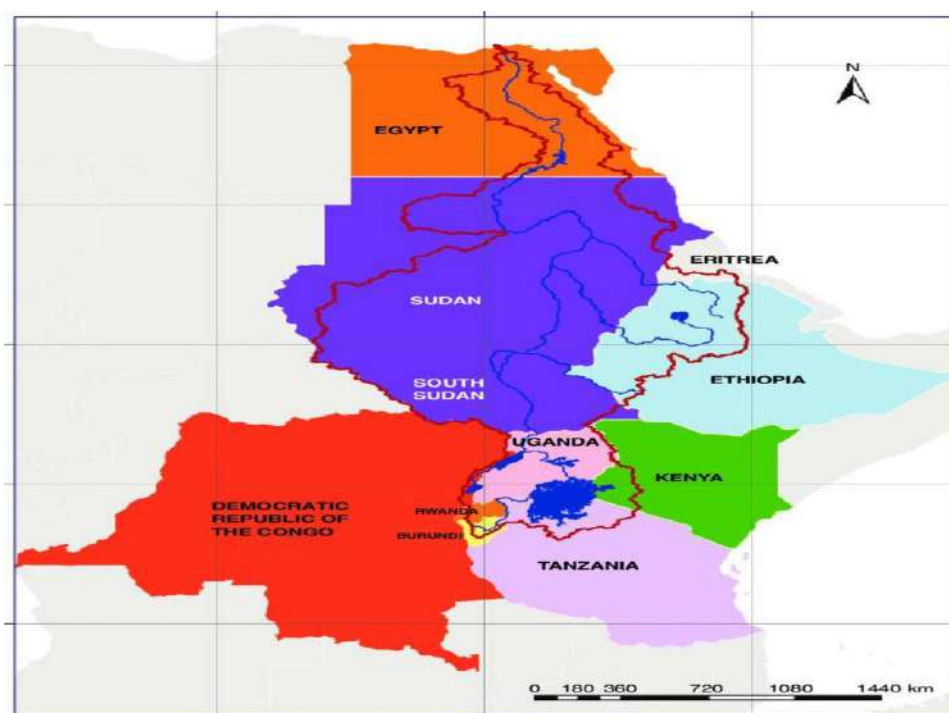 N
EGYPT
ERITREA
SUDAN
ETHIOPIA
SOUTH
SUDAN
UGANDA
KENYA
DEMOCRATIC
REPUBLIC OF
THE CONGO
RWANDA
BURUNDI
TANZANIA
0 180 360 720 1080 1440 KM